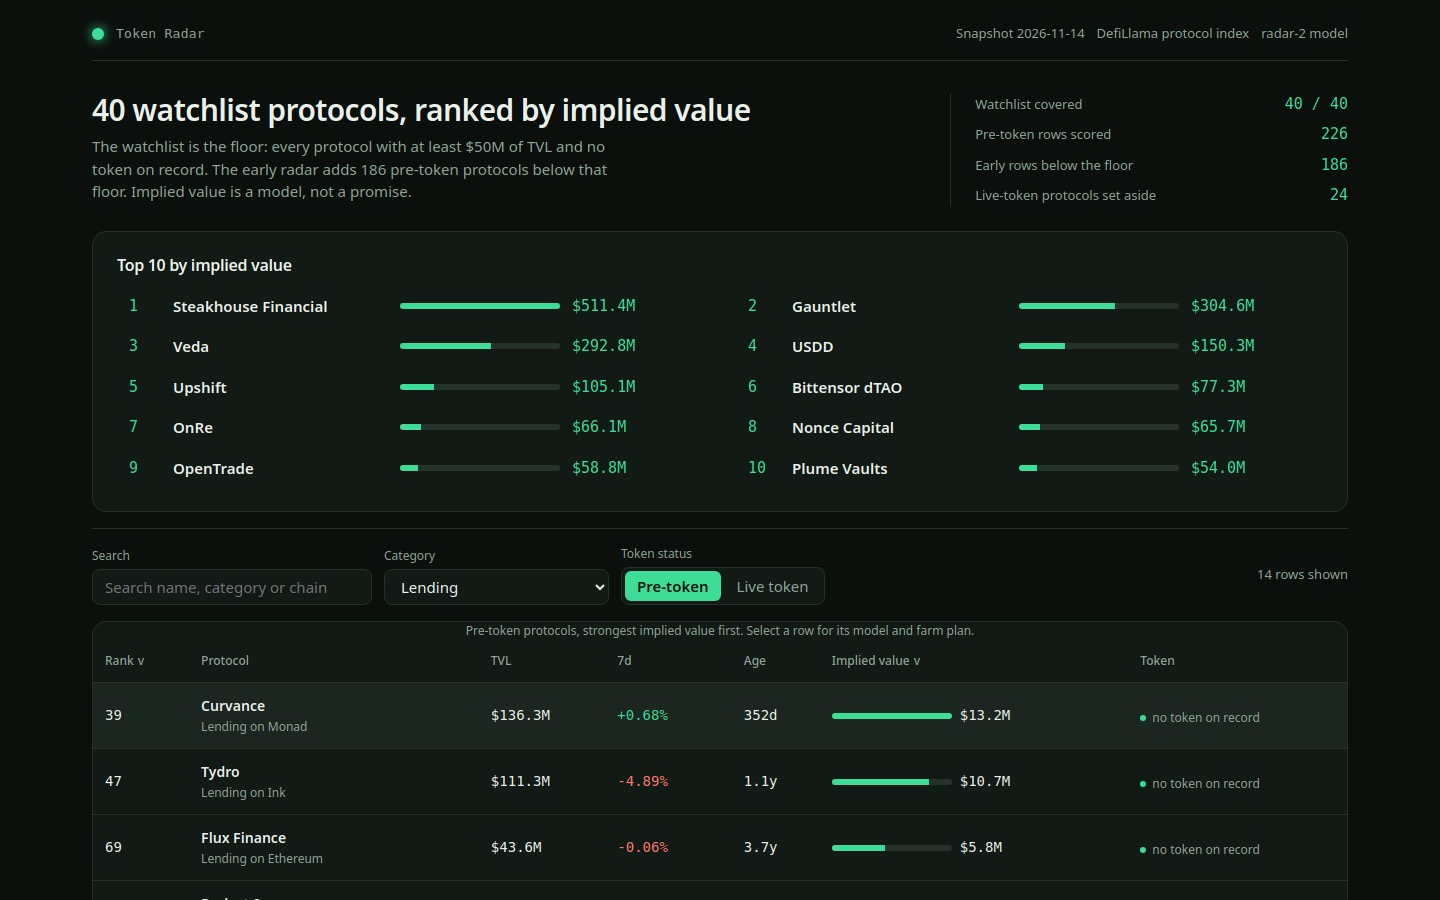 Token Radar
Snapshot 2026-11-14 DefiLlama protocol index radar-2 model
40 watchlist protocols, ranked by implied value
The watchlist is the floor: every protocol with at least $50M of TVL and no
token on record. The early radar adds 186 pre-token protocols below that
floor. Implied value is a model, not a promise.
Watchlist covered 40 / 40
Pre-token rows scored 226
Early rows below the floor 186
Live-token protocols set aside 24
Top 10 by implied value
1 Steakhouse Financial $511.4M
2 Gauntlet $304.6M
3 Veda $292.8M
4 USDD $150.3M
5 Upshift $105.1M
6 Bittensor dTAO $77.3M
7 OnRe $66.1M
8 Nonce Capital $65.7M
9 OpenTrade $58.8M
10 Plume Vaults $54.0M
Search
Search name, category or chain
Category
Lending
Token status
Pre-token Live token
14 rows shown
Pre-token protocols, strongest implied value first. Select a row for its model and farm plan.
Rank v Protocol TVL 7d Age Implied value v Token
39 Curvance $136.3M +0.68% 352d $13.2M no token on record
Lending on Monad
47 Tydro $111.3M -4.89% 1.1y $10.7M no token on record
Lending on Ink
69 Flux Finance $43.6M -0.06% 3.7y $5.8M no token on record
Lending on Ethereum